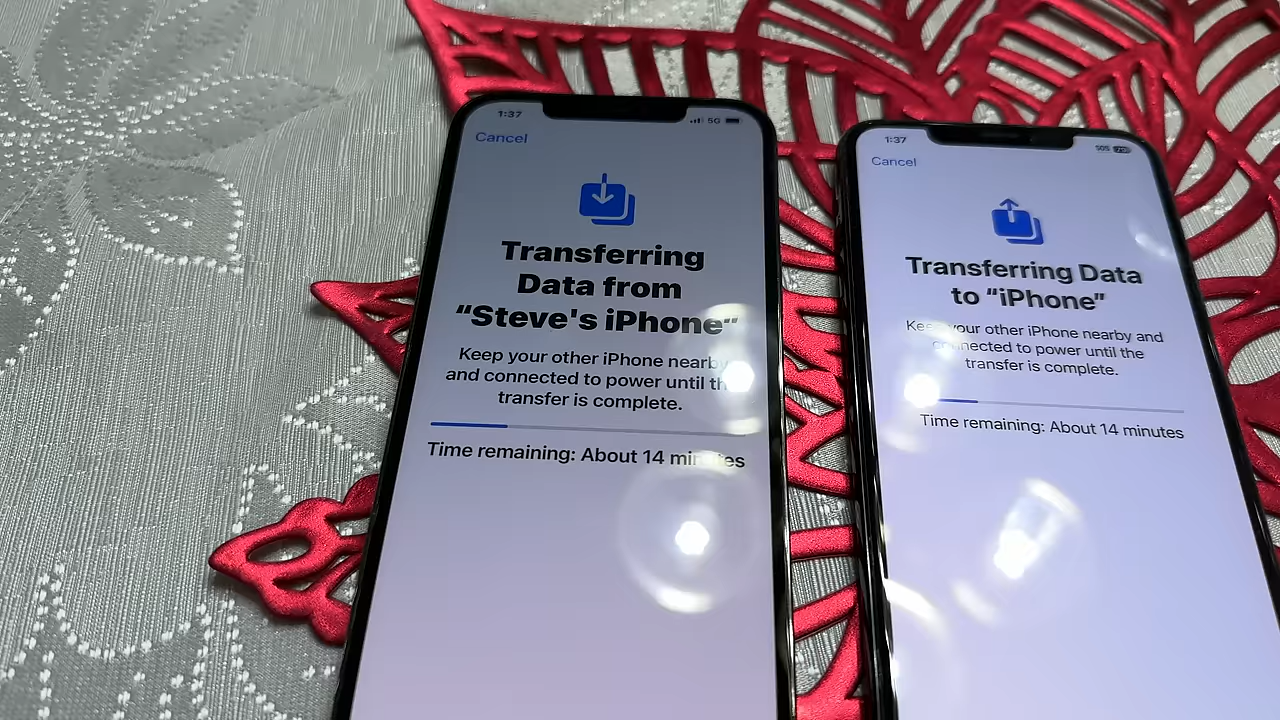 1:37
5G
Cancel
Transferring
Data from
“Steve's iPhone”
Keep your other iPhone nearby
and connected to power until the
transfer is complete.
Time remaining: About 14 minutes
1:37
SOS
Cancel
Transferring Data
to “iPhone”
Keep your other iPhone nearby and
connected to power until the
transfer is complete.
Time remaining: About 14 minutes